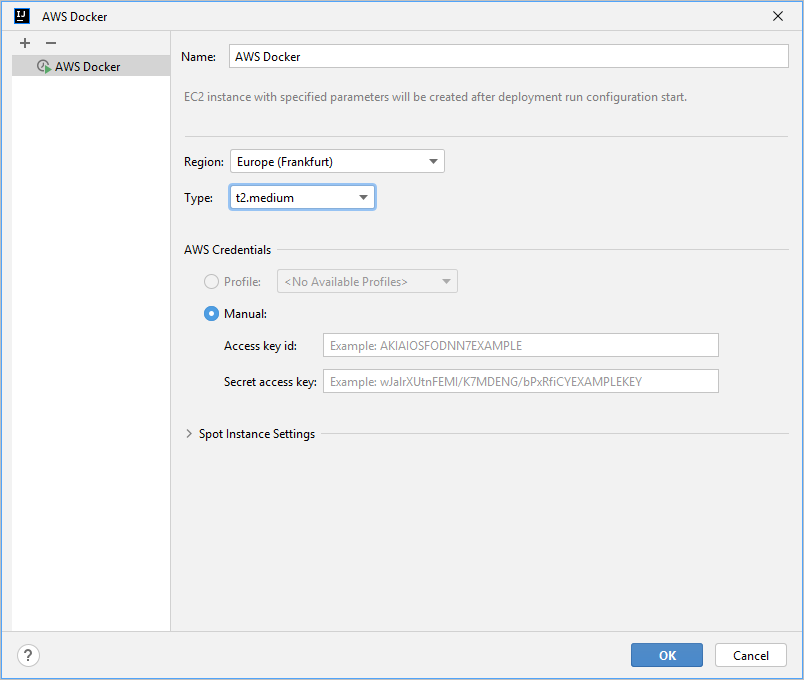 IJ AWS Docker
AWS Docker
Name: AWS Docker
EC2 instance with specified parameters will be created after deployment run configuration start.
Region: Europe (Frankfurt)
Type: t2.medium
AWS Credentials
Profile: <No Available Profiles>
Manual:
Access key id: Example: AKIAIOSFODNN7EXAMPLE
Secret access key: Example: wJalrXUtnFEMI/K7MDENG/bPxRfiCYEXAMPLEKEY
Spot Instance Settings
? OK Cancel